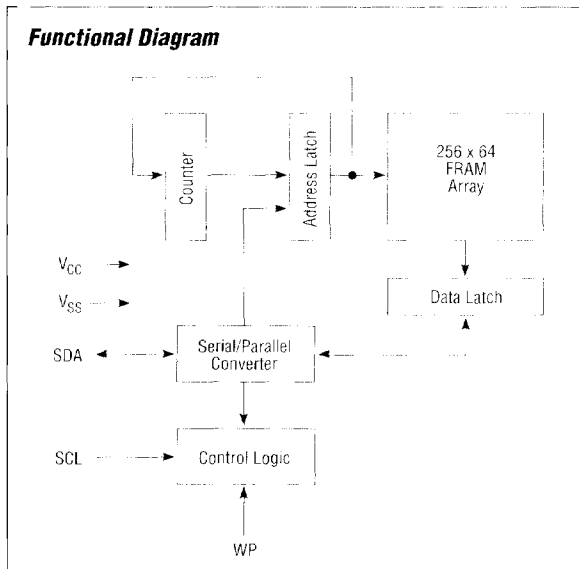 Functional Diagram
Counter
Address Latch
256 x 64
FRAM
Array
VCC
VSS
Data Latch
SDA
Serial/Parallel
Converter
SCL
Control Logic
WP